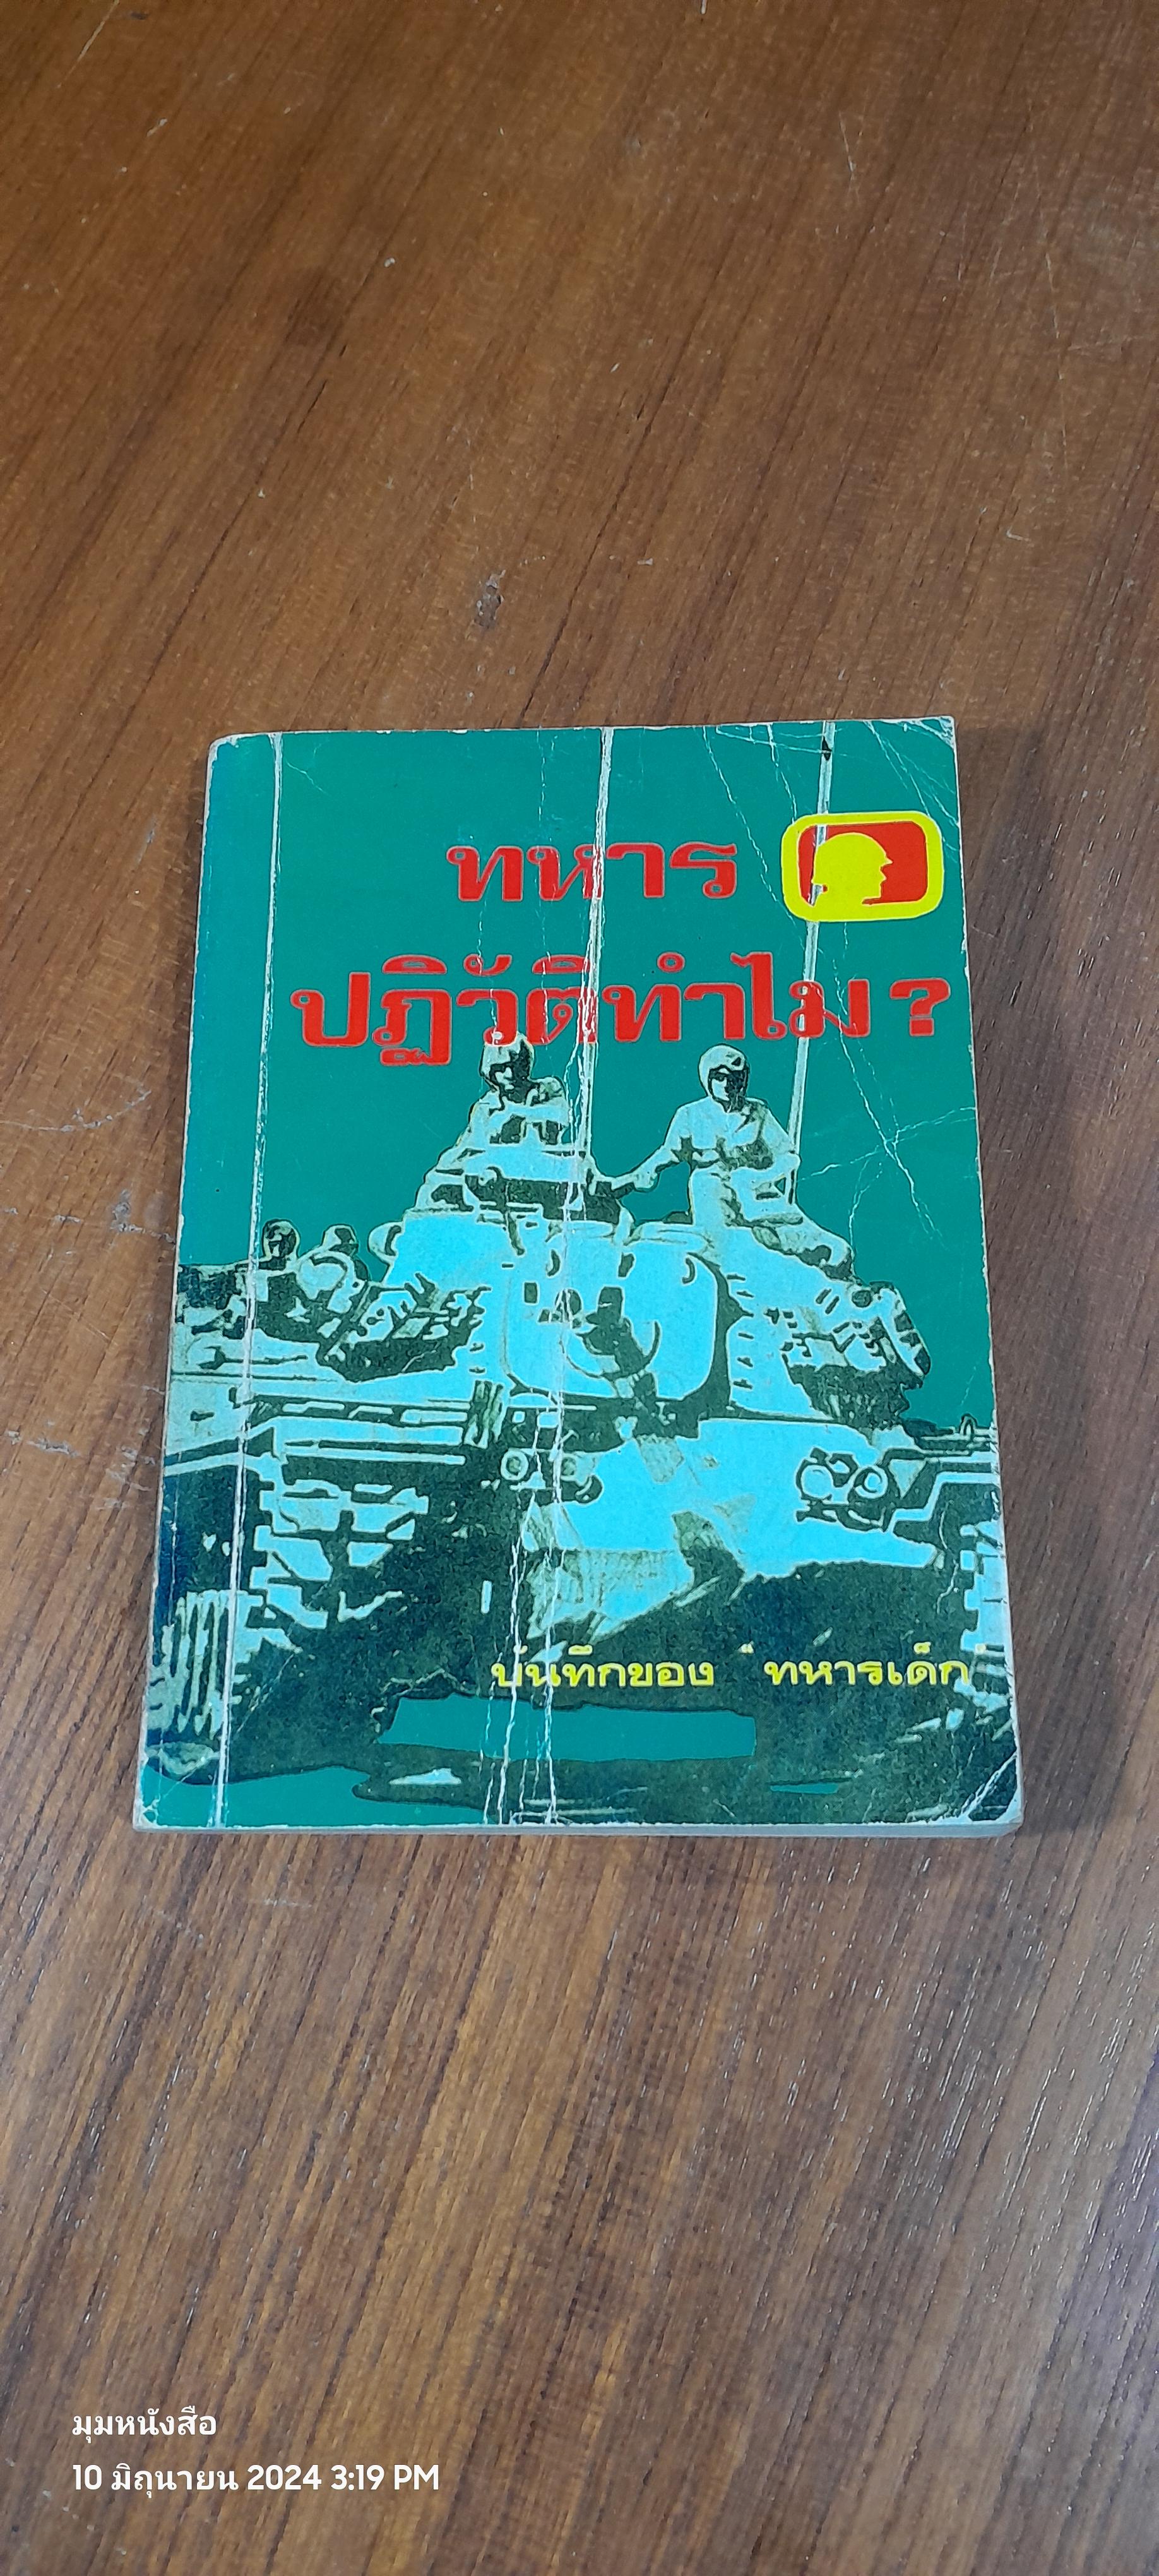 ทหาร
ปฏิวัติทำไม?
บันทึกของ "ทหารเด็ก"
มุมหนังสือ
10 มิถุนายน 2024 3:19 PM